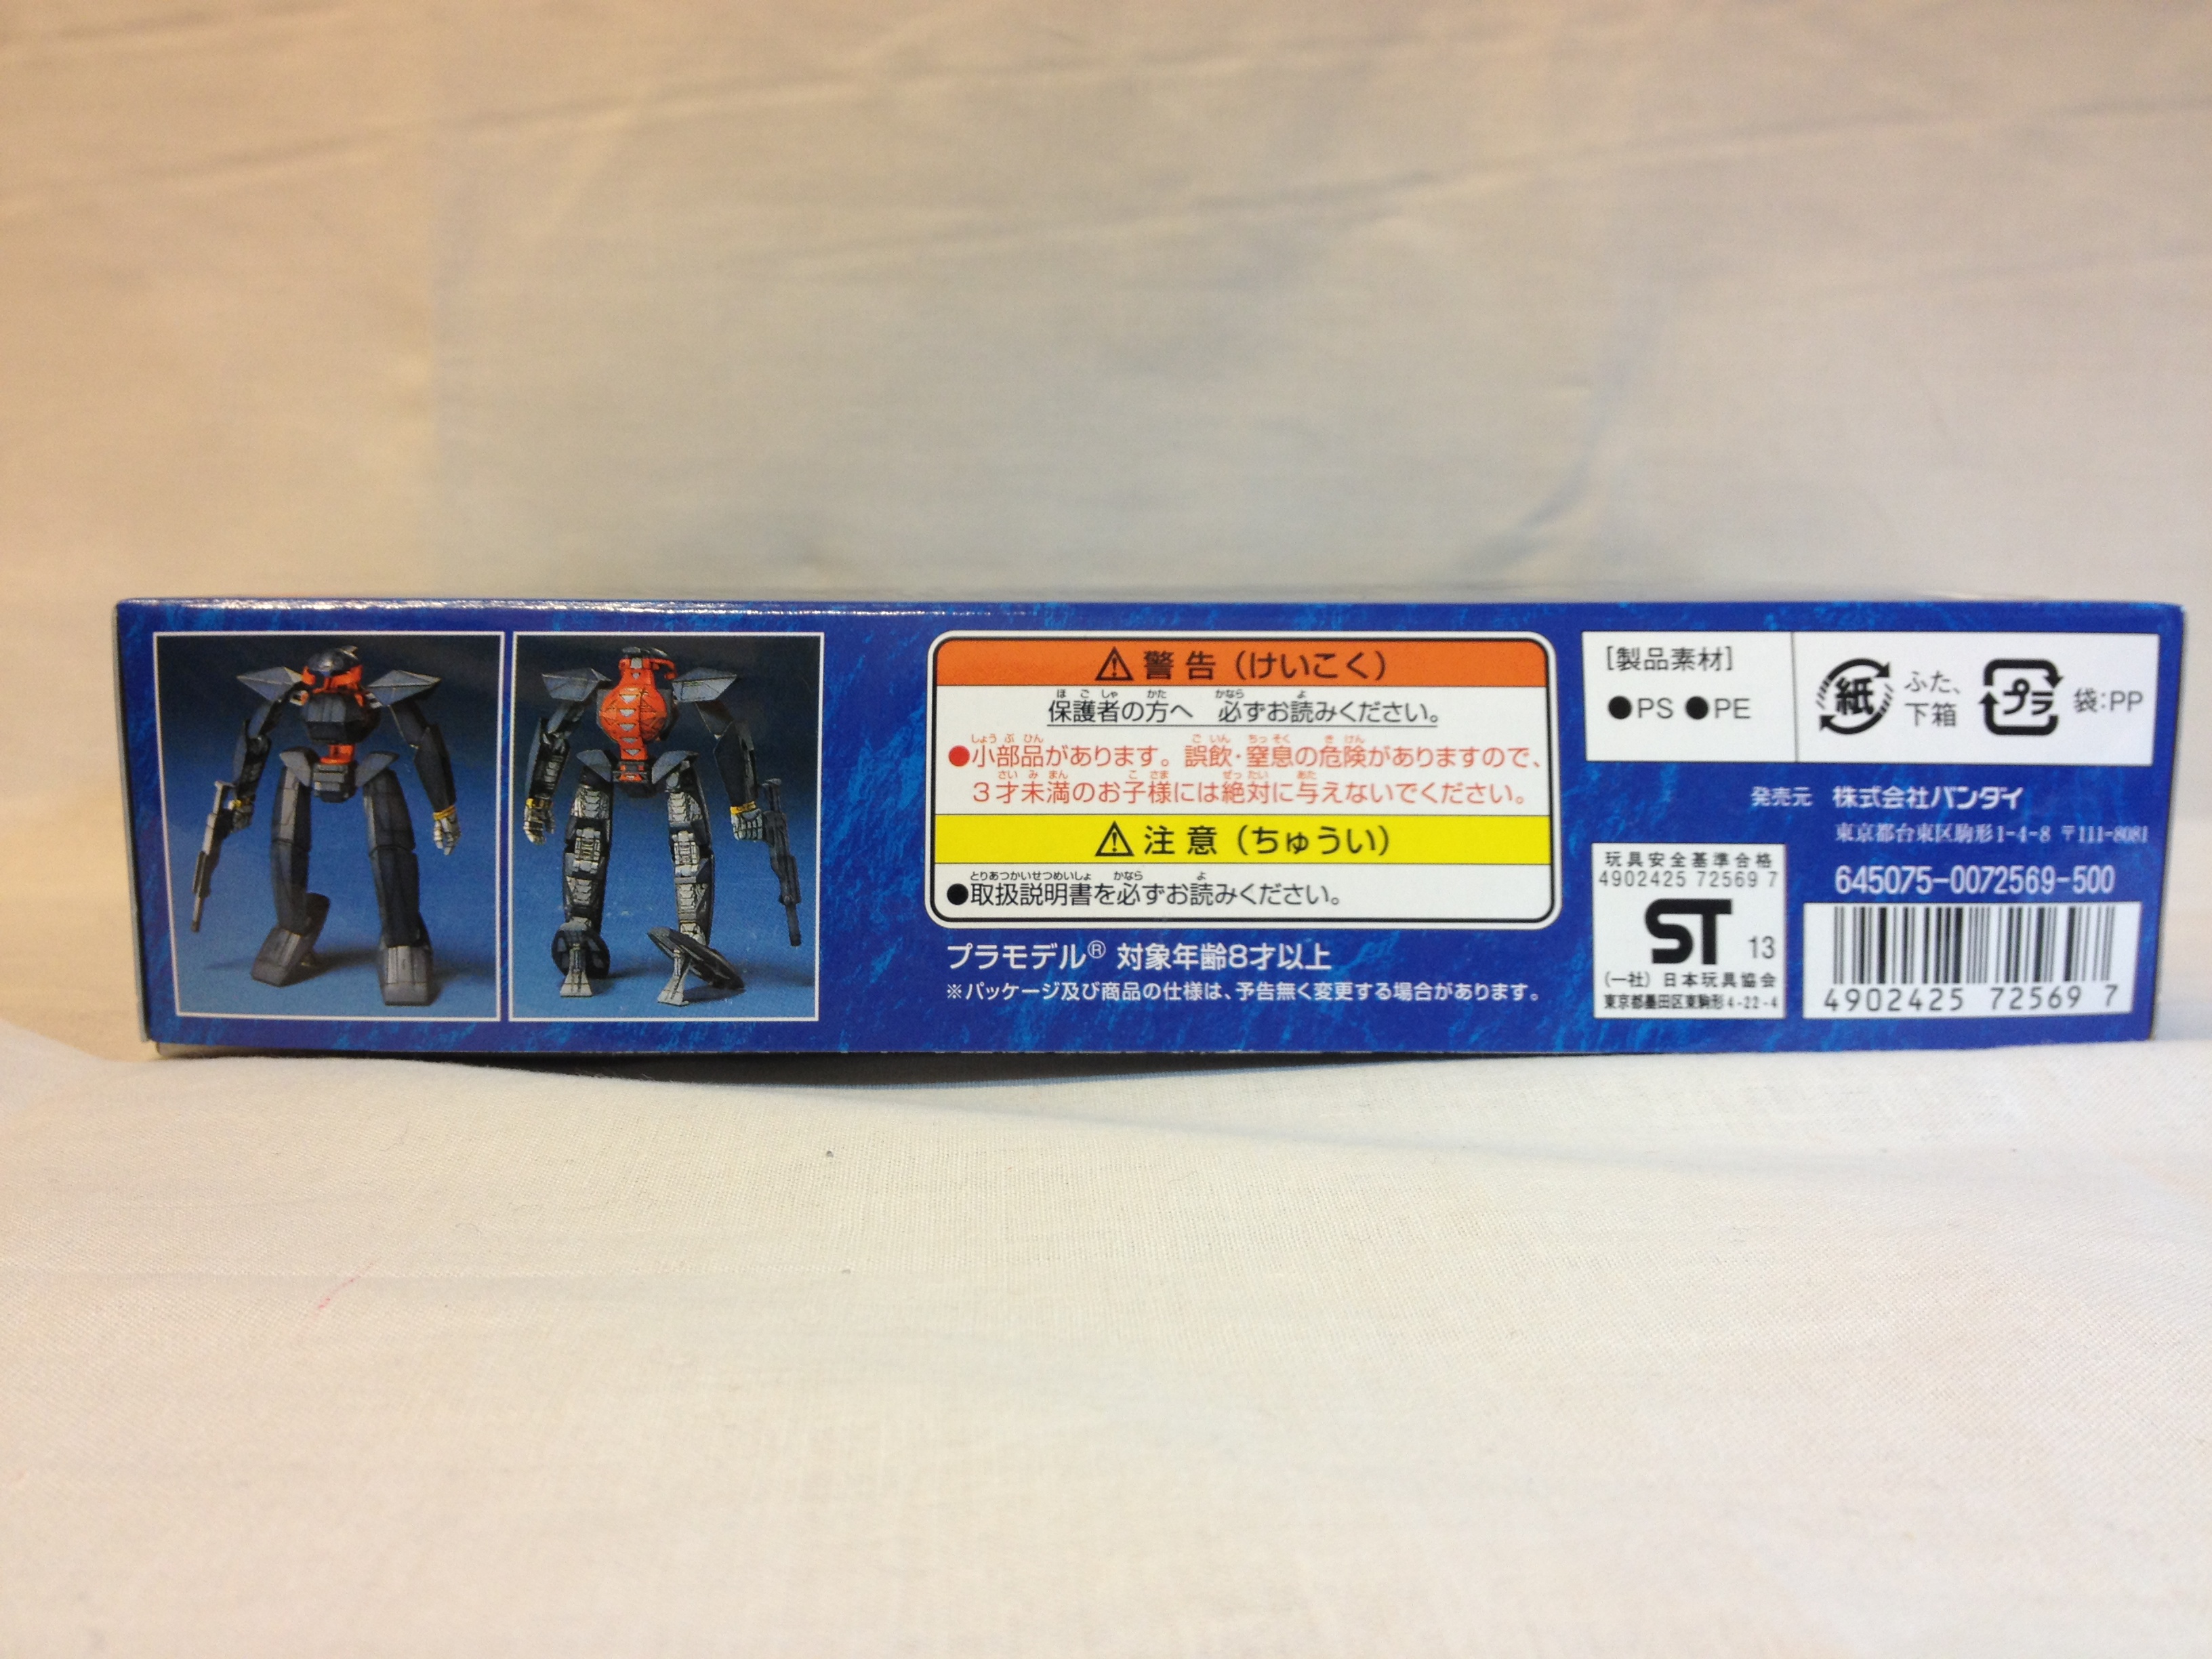 警告（けいこく）
保護者の方へ 必ずお読みください。
●小部品があります。誤飲・窒息の危険がありますので、
３才未満のお子様には絶対に与えないでください。
注意（ちゅうい）
●取扱説明書を必ずお読みください。
プラモデル® 対象年齢8才以上
※パッケージ及び商品の仕様は、予告無く変更する場合があります。
［製品素材］
●PS ●PE
紙
ふた、
下箱
プラ
袋：PP
発売元 株式会社バンダイ
東京都台東区駒形1-4-8 〒111-8081
645075-0072569-500
玩具安全基準合格
4902425 72569 7
ST 13
（一社）日本玩具協会
東京都墨田区東駒形4-22-4
4902425 72569 7